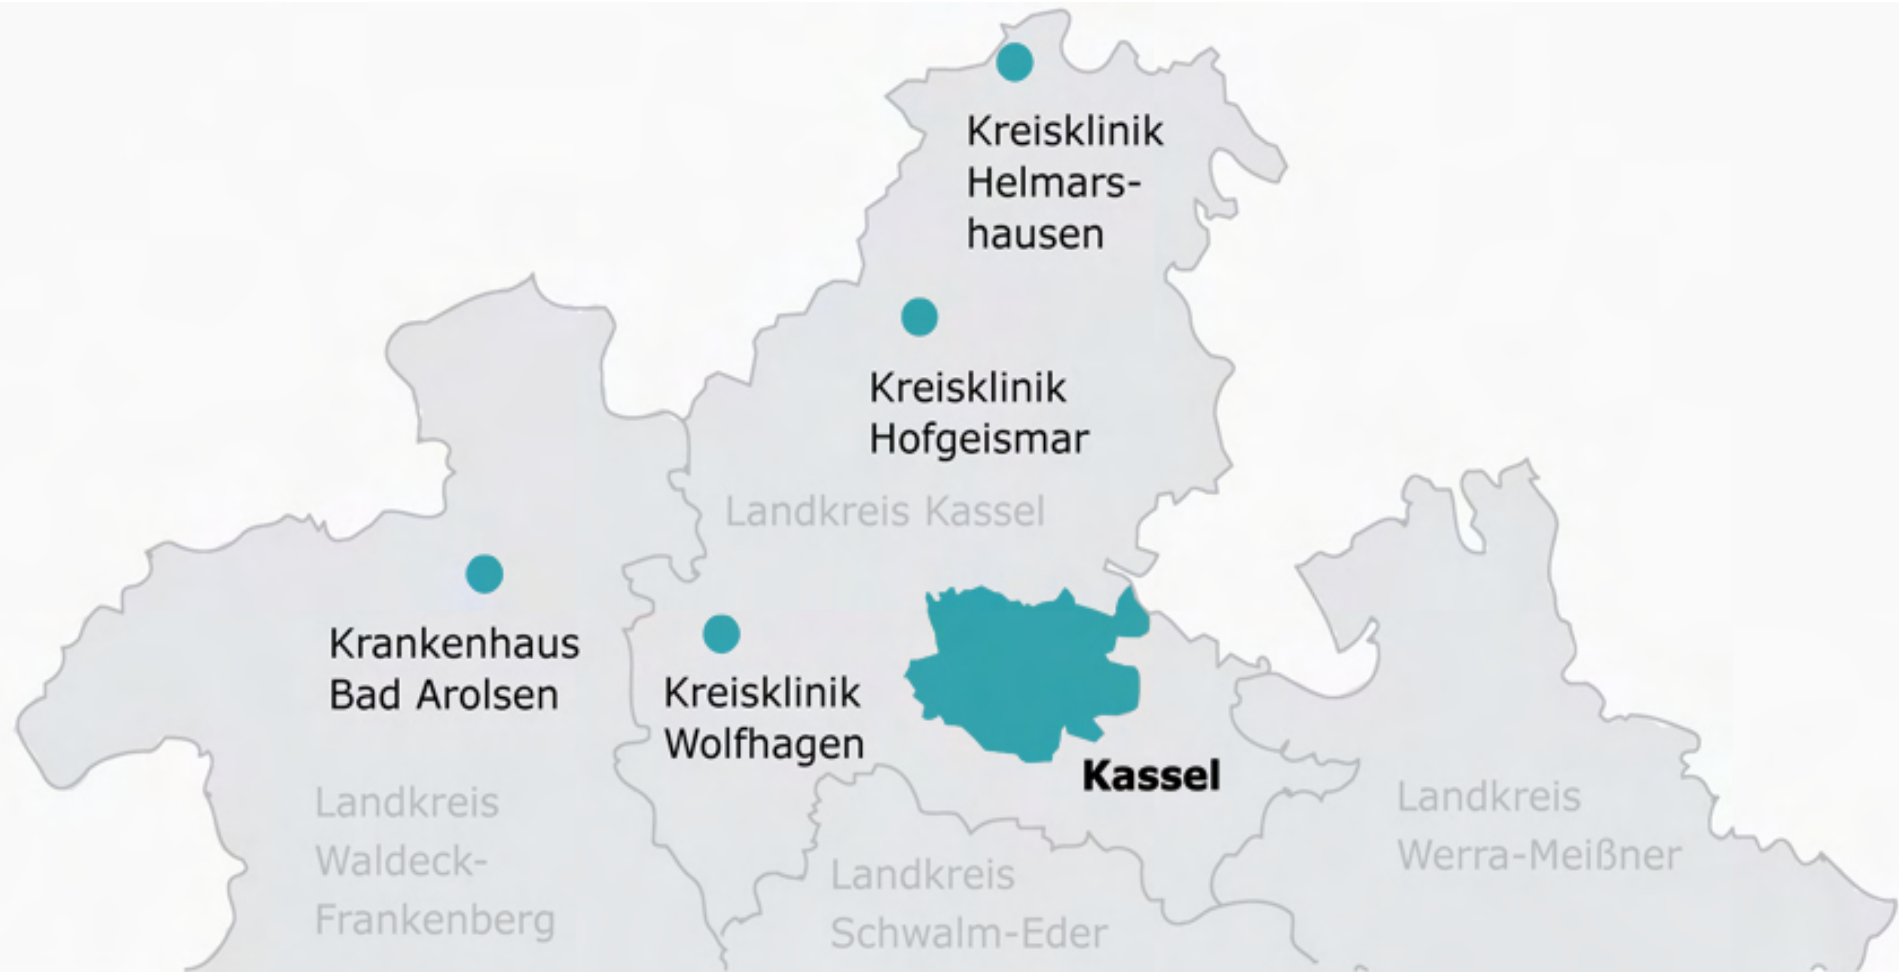 Kreisklinik
Helmars-
hausen
Kreisklinik
Hofgeismar
Landkreis Kassel
Krankenhaus
Bad Arolsen
Kreisklinik
Wolfhagen
Kassel
Landkreis
Waldeck-
Frankenberg
Landkreis
Schwalm-Eder
Landkreis
Werra-Meißner